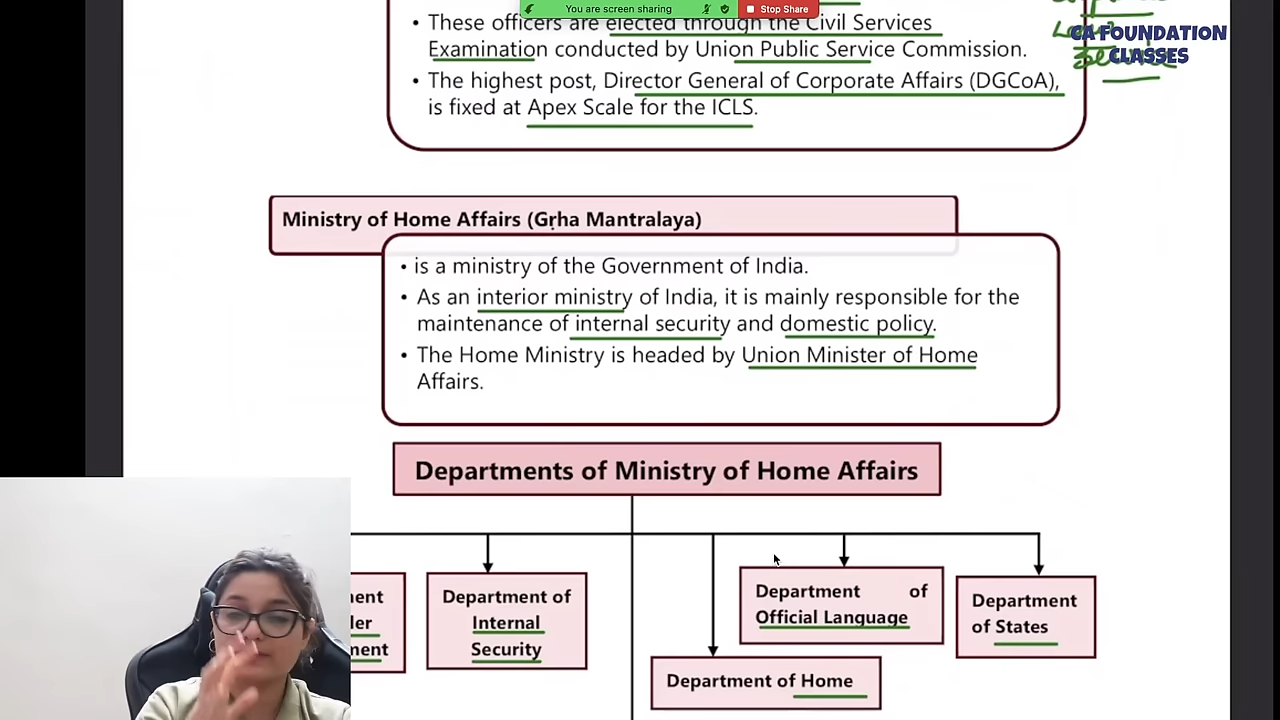 You are screen sharing
Stop Share
• These officers are elected through the Civil Services
Examination conducted by Union Public Service Commission.
• The highest post, Director General of Corporate Affairs (DGCoA),
is fixed at Apex Scale for the ICLS.
CA FOUNDATION
CLASSES
Ministry of Home Affairs (Gṛha Mantralaya)
• is a ministry of the Government of India.
• As an interior ministry of India, it is mainly responsible for the
maintenance of internal security and domestic policy.
• The Home Ministry is headed by Union Minister of Home
Affairs.
Departments of Ministry of Home Affairs
Department of
Internal
Security
Department of
Official Language
Department
of States
Department of Home